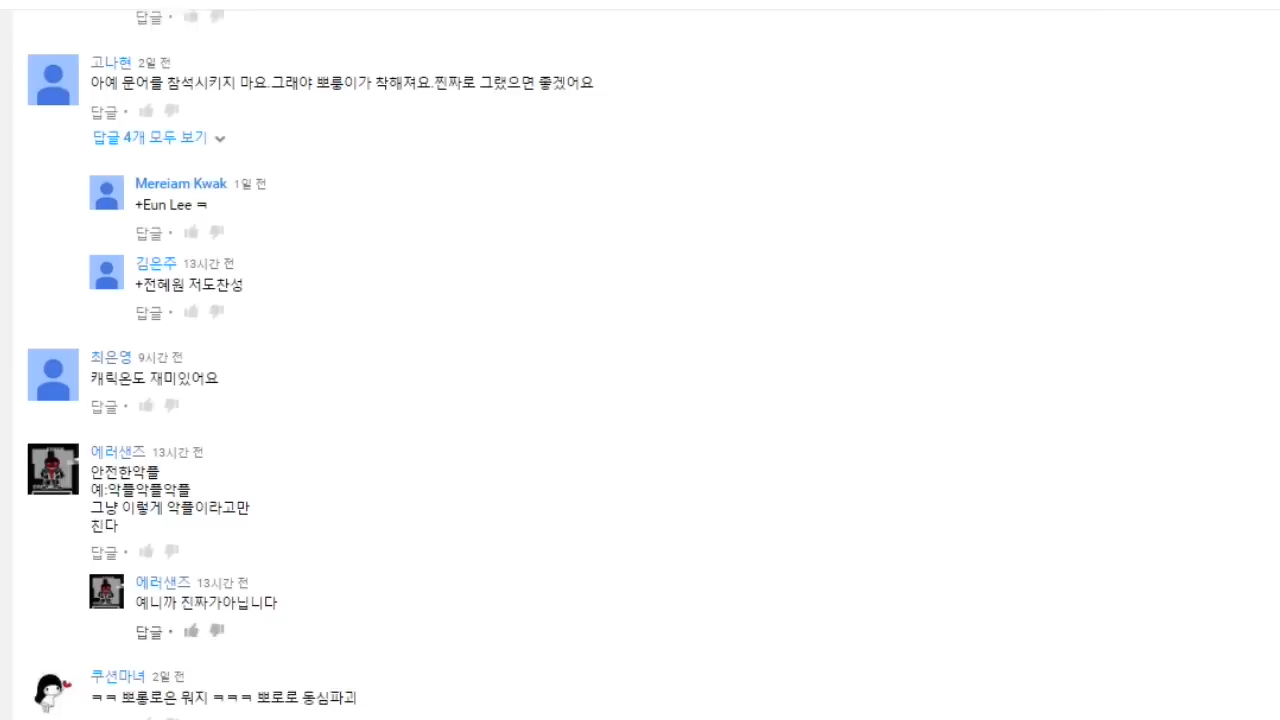 답글 ·
고나현 2일 전
아예 문어를 참석시키지 마요.그래야 뽀룽이가 착해져요.찐짜로 그랬으면 좋겠어요
답글 ·
답글 4개 모두 보기
Mereiam Kwak 1일 전
+Eun Lee ㅋ
답글 ·
김은주 13시간 전
+전혜원 저도찬성
답글 ·
최은영 9시간 전
캐릭온도 재미있어요
답글 ·
에러샌즈 13시간 전
안전한악플
예:악플악플악플
그냥 이렇게 악플이라고만
친다
답글 ·
에러샌즈 13시간 전
예니까 진짜가아닙니다
답글 ·
쿠션마녀 2일 전
ㅋㅋ 뽀롱로은 뭐지 ㅋㅋㅋ 뽀로로 동심파괴